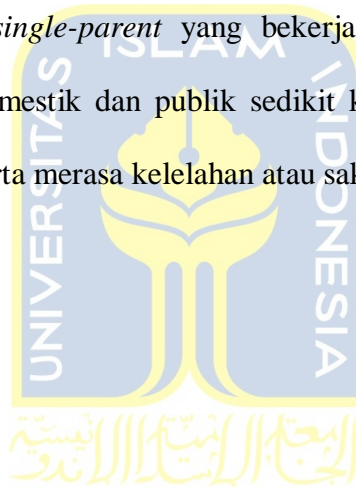 single-parent yang bekerja
mestik dan publik sedikit k
rta merasa kelelahan atau sak
UNIVERSITAS ISLAM INDONESIA